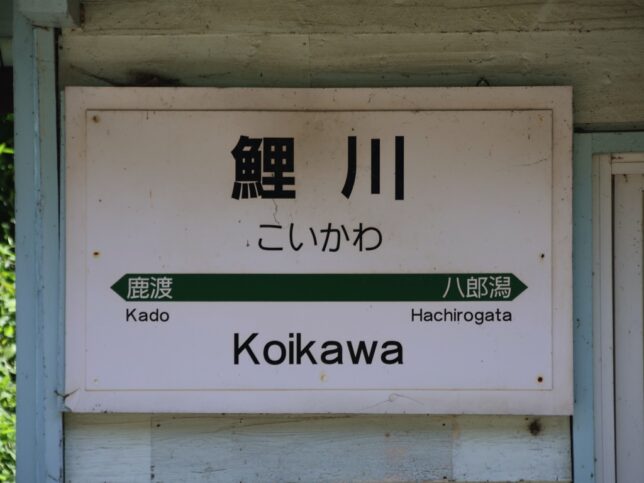 鯉川
こいかわ
鹿渡 八郎潟
Kado Hachirogata
Koikawa